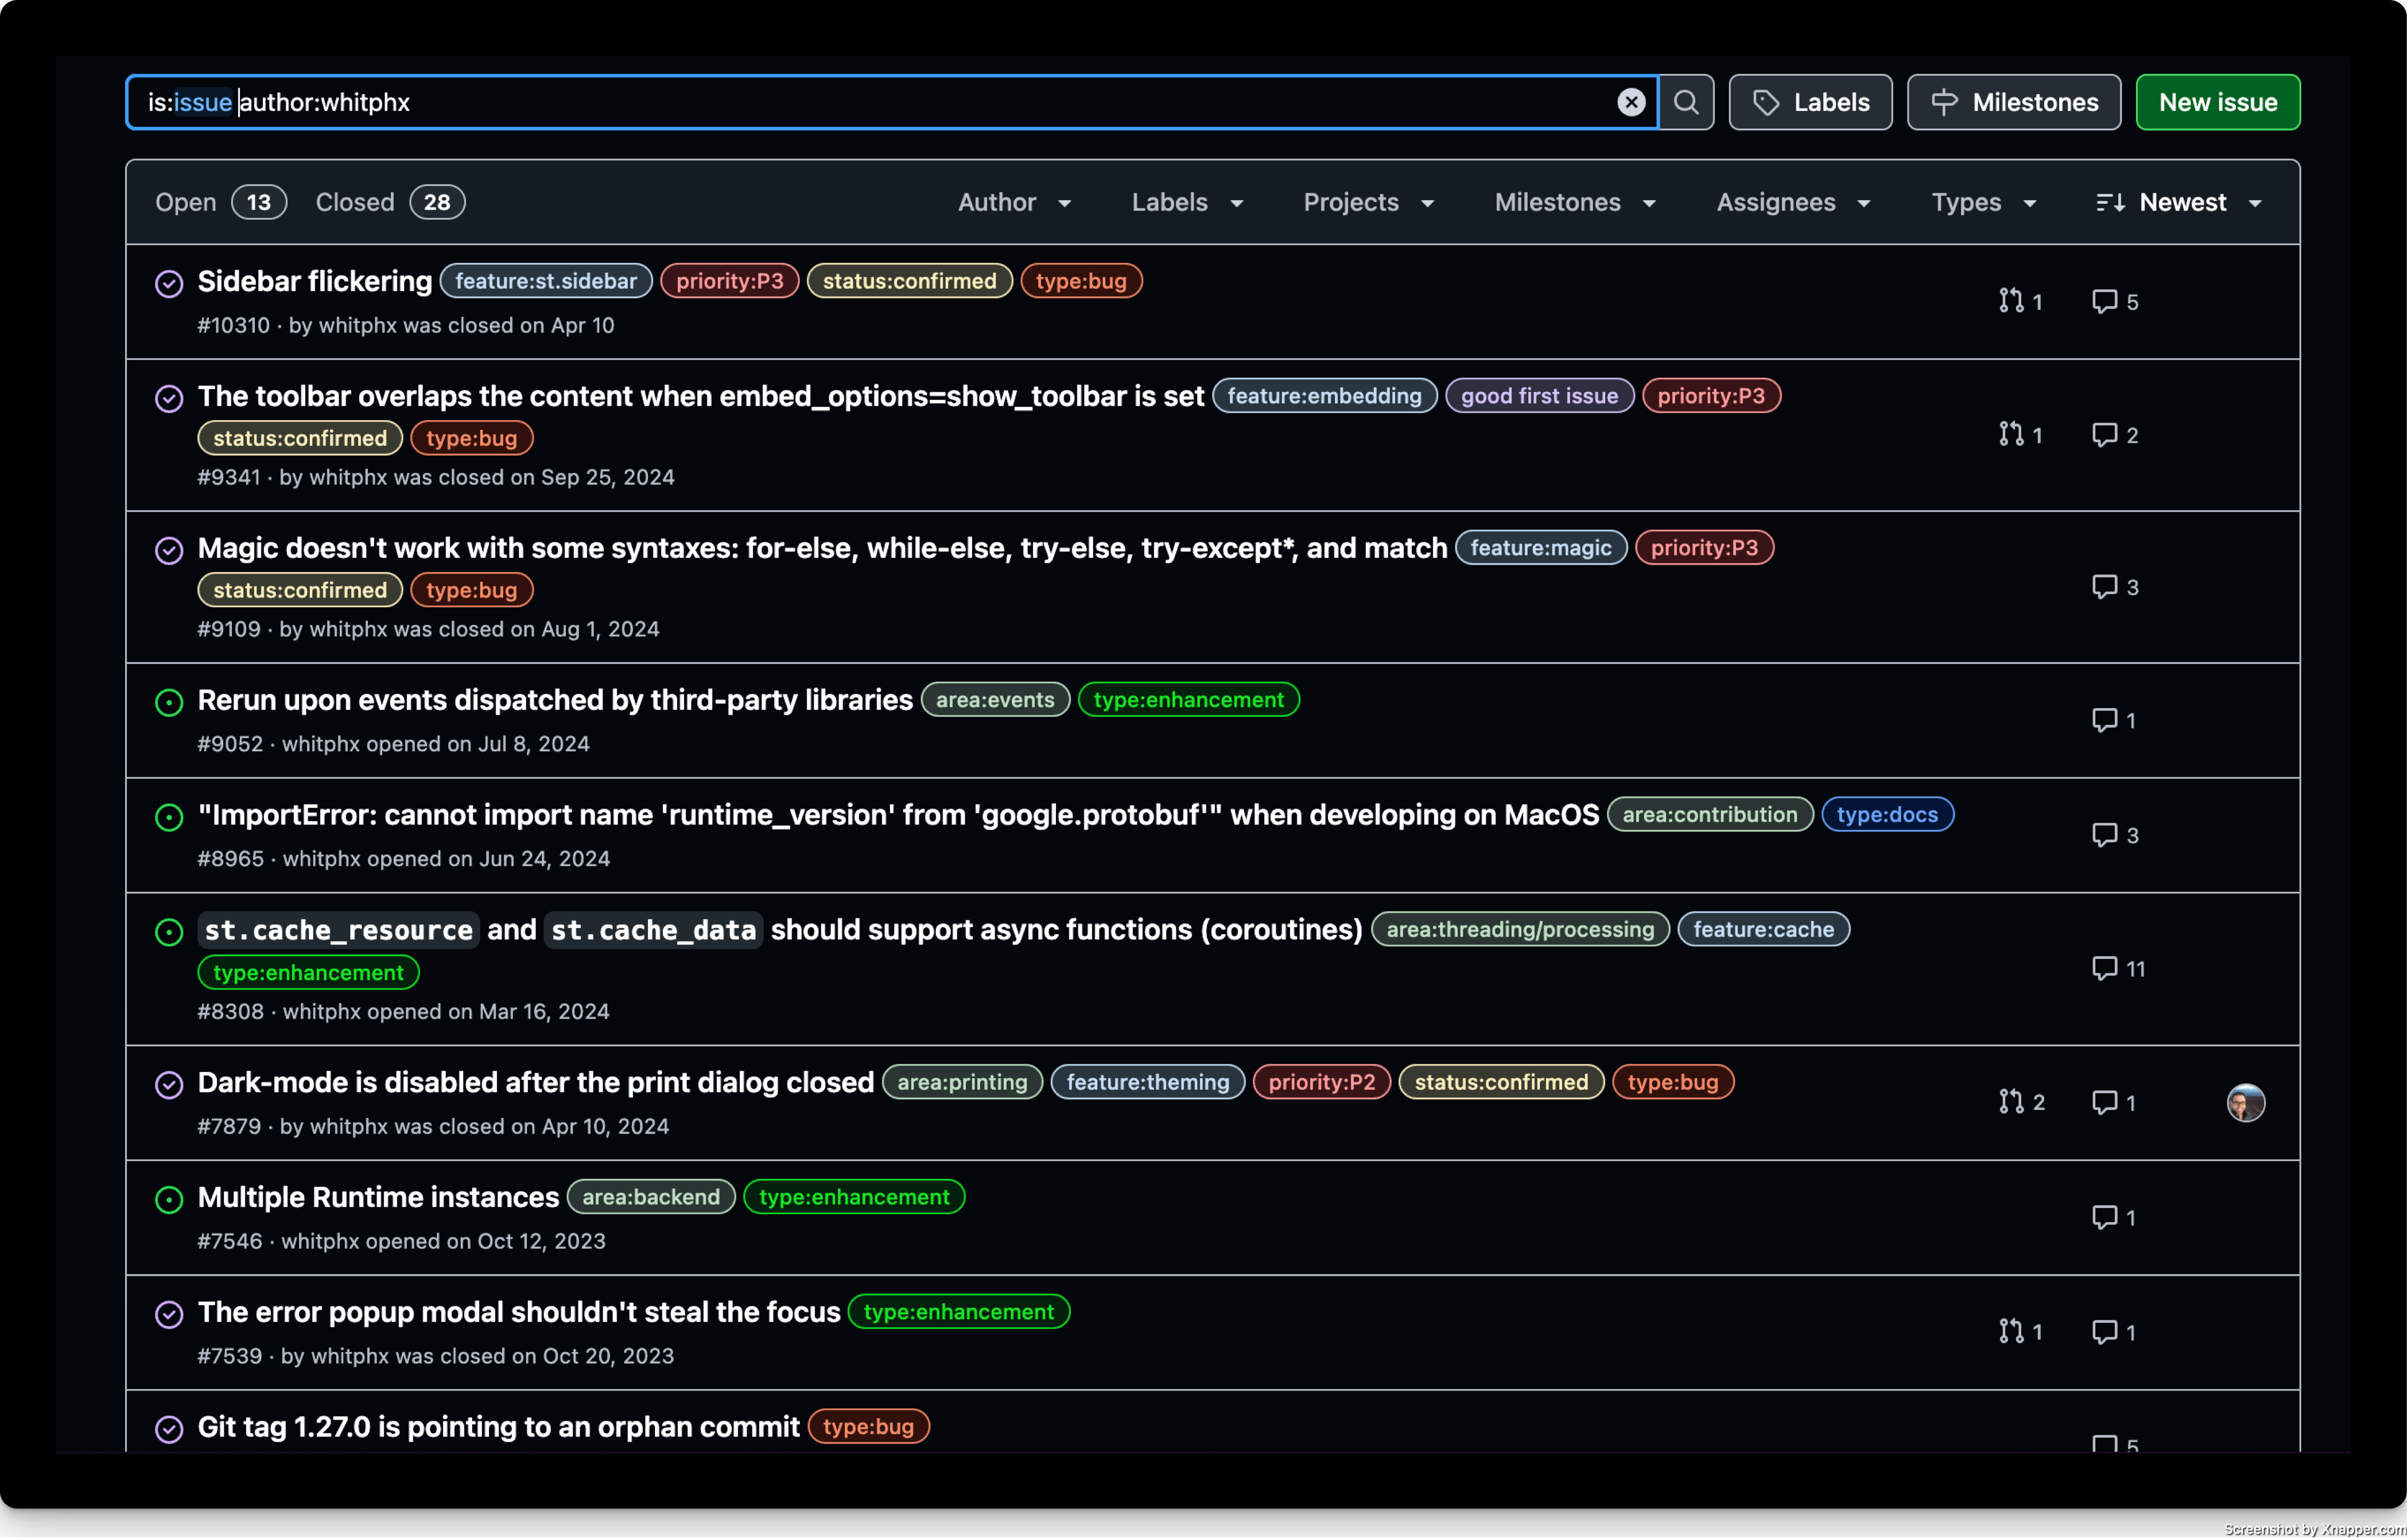 is:issue author:whitphx Labels Milestones New issue
Open 13 Closed 28 Author Labels Projects Milestones Assignees Types Newest
Sidebar flickering feature:st.sidebar priority:P3 status:confirmed type:bug
#10310 · by whitphx was closed on Apr 10 1 5
The toolbar overlaps the content when embed_options=show_toolbar is set feature:embedding good first issue priority:P3
status:confirmed type:bug 1 2
#9341 · by whitphx was closed on Sep 25, 2024
Magic doesn't work with some syntaxes: for-else, while-else, try-else, try-except*, and match feature:magic priority:P3
status:confirmed type:bug 3
#9109 · by whitphx was closed on Aug 1, 2024
Rerun upon events dispatched by third-party libraries area:events type:enhancement
#9052 · whitphx opened on Jul 8, 2024 1
"ImportError: cannot import name 'runtime_version' from 'google.protobuf'" when developing on MacOS area:contribution type:docs
#8965 · whitphx opened on Jun 24, 2024 3
st.cache_resource and st.cache_data should support async functions (coroutines) area:threading/processing feature:cache
type:enhancement 11
#8308 · whitphx opened on Mar 16, 2024
Dark-mode is disabled after the print dialog closed area:printing feature:theming priority:P2 status:confirmed type:bug
#7879 · by whitphx was closed on Apr 10, 2024 2 1
Multiple Runtime instances area:backend type:enhancement
#7546 · whitphx opened on Oct 12, 2023 1
The error popup modal shouldn't steal the focus type:enhancement
#7539 · by whitphx was closed on Oct 20, 2023 1 1
Git tag 1.27.0 is pointing to an orphan commit type:bug
5
Screenshot by Xnapper.com